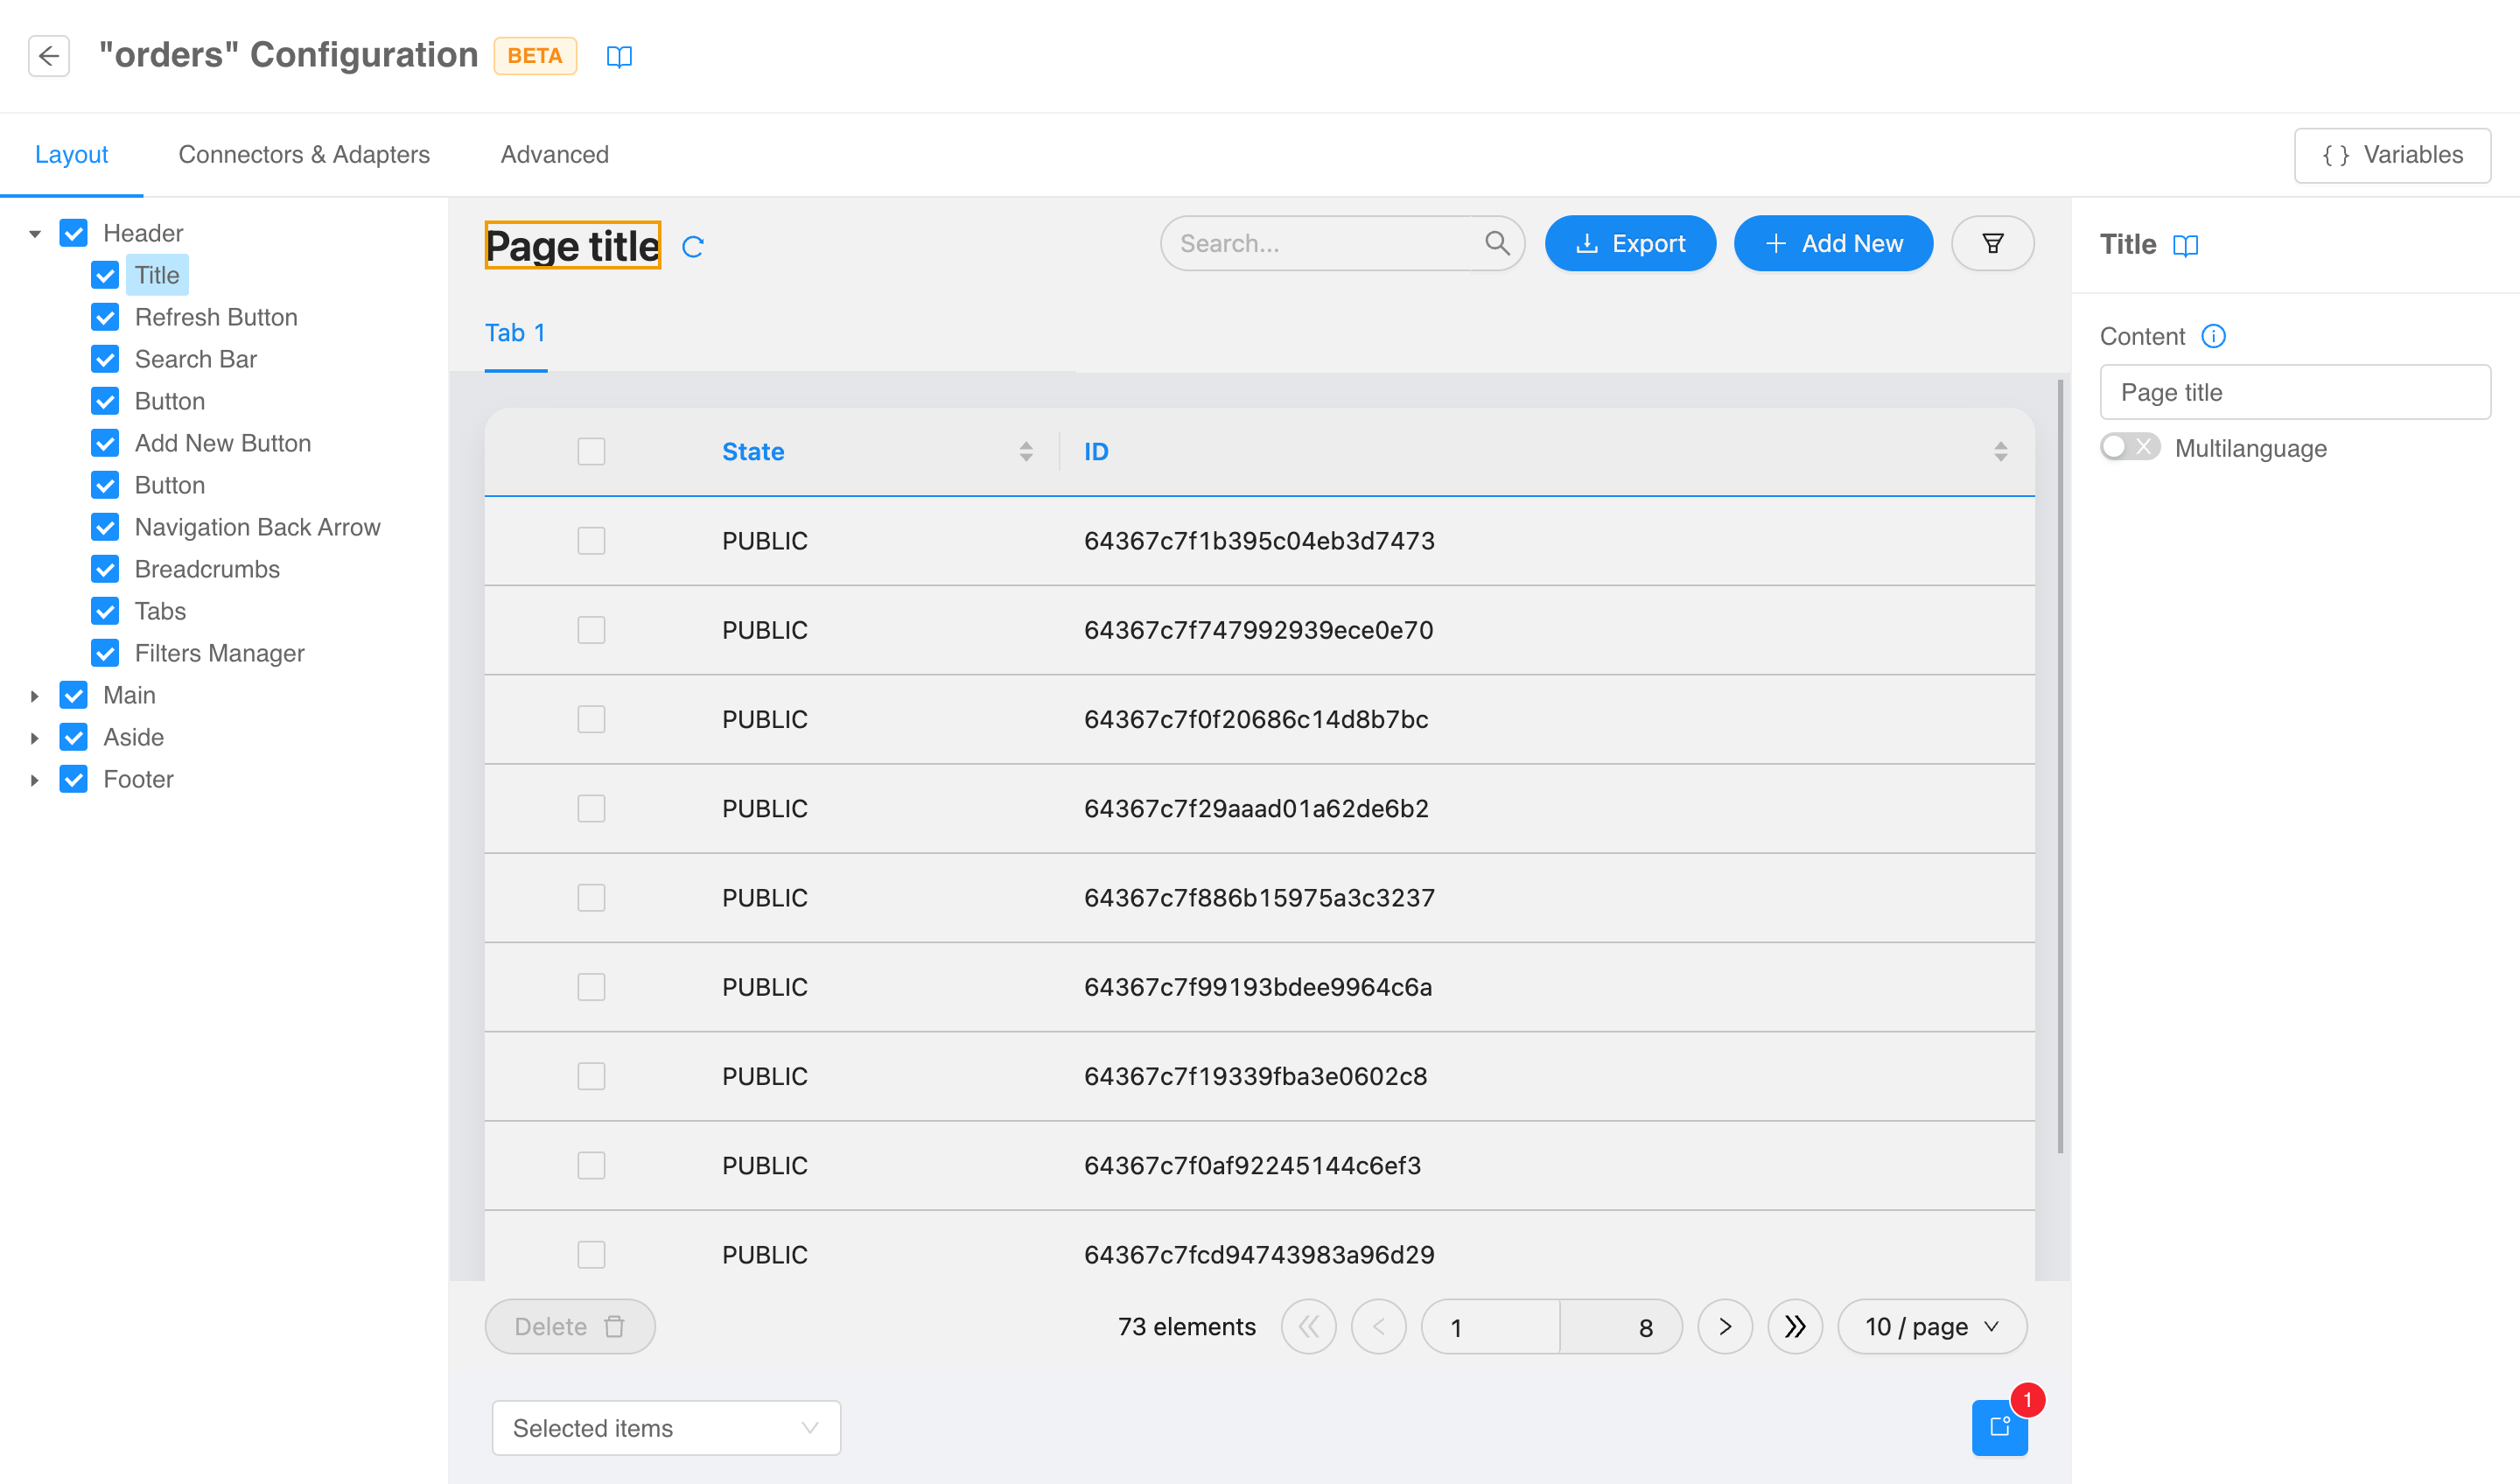 "orders" Configuration BETA
Layout Connectors & Adapters Advanced { } Variables
Header
Title
Refresh Button
Search Bar
Button
Add New Button
Button
Navigation Back Arrow
Breadcrumbs
Tabs
Filters Manager
Main
Aside
Footer
Page title Search... Export Add New
Tab 1
State ID
PUBLIC 64367c7f1b395c04eb3d7473
PUBLIC 64367c7f747992939ece0e70
PUBLIC 64367c7f0f20686c14d8b7bc
PUBLIC 64367c7f29aaad01a62de6b2
PUBLIC 64367c7f886b15975a3c3237
PUBLIC 64367c7f99193bdee9964c6a
PUBLIC 64367c7f19339fba3e0602c8
PUBLIC 64367c7f0af92245144c6ef3
PUBLIC 64367c7fcd94743983a96d29
Delete 73 elements 1 8 10 / page
Selected items 1
Title
Content
Page title
Multilanguage